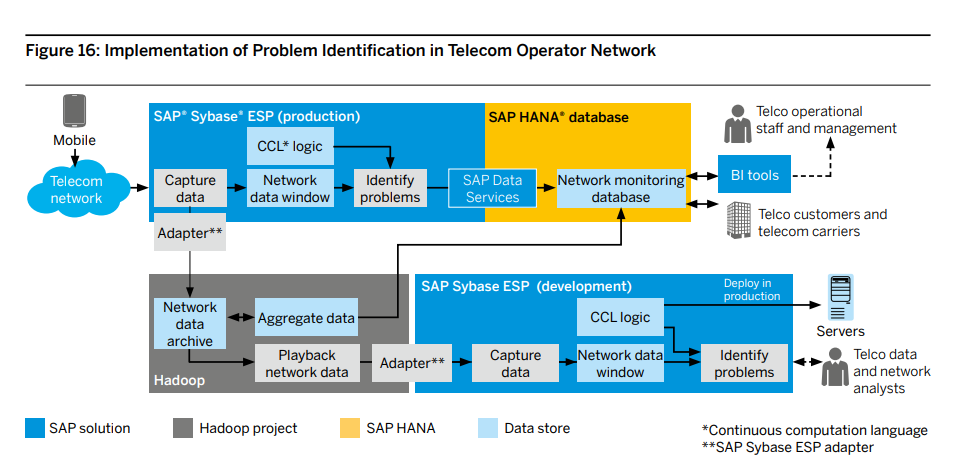 Figure 16: Implementation of Problem Identification in Telecom Operator Network
Mobile
Telecom
network
SAP® Sybase® ESP (production)
CCL* logic
Capture
data
Network
data window
Identify
problems
Adapter**
SAP Data
Services
SAP HANA® database
Network monitoring
database
BI tools
Telco operational
staff and management
Telco customers and
telecom carriers
Network
data
archive
Aggregate data
Playback
network data
Adapter**
Hadoop
SAP Sybase ESP (development)
CCL logic
Deploy in
production
Capture
data
Network data
window
Identify
problems
Servers
Telco data
and network
analysts
SAP solution
Hadoop project
SAP HANA
Data store
*Continuous computation language
**SAP Sybase ESP adapter